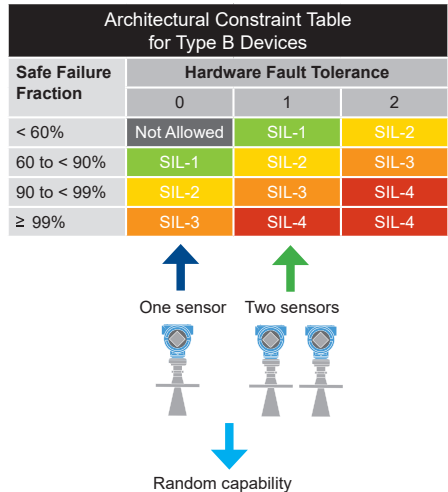 Architectural Constraint Table
for Type B Devices
Safe Failure
Fraction
Hardware Fault Tolerance
0 1 2
< 60% Not Allowed SIL-1 SIL-2
60 to < 90% SIL-1 SIL-2 SIL-3
90 to < 99% SIL-2 SIL-3 SIL-4
≥ 99% SIL-3 SIL-4 SIL-4
One sensor Two sensors
Random capability